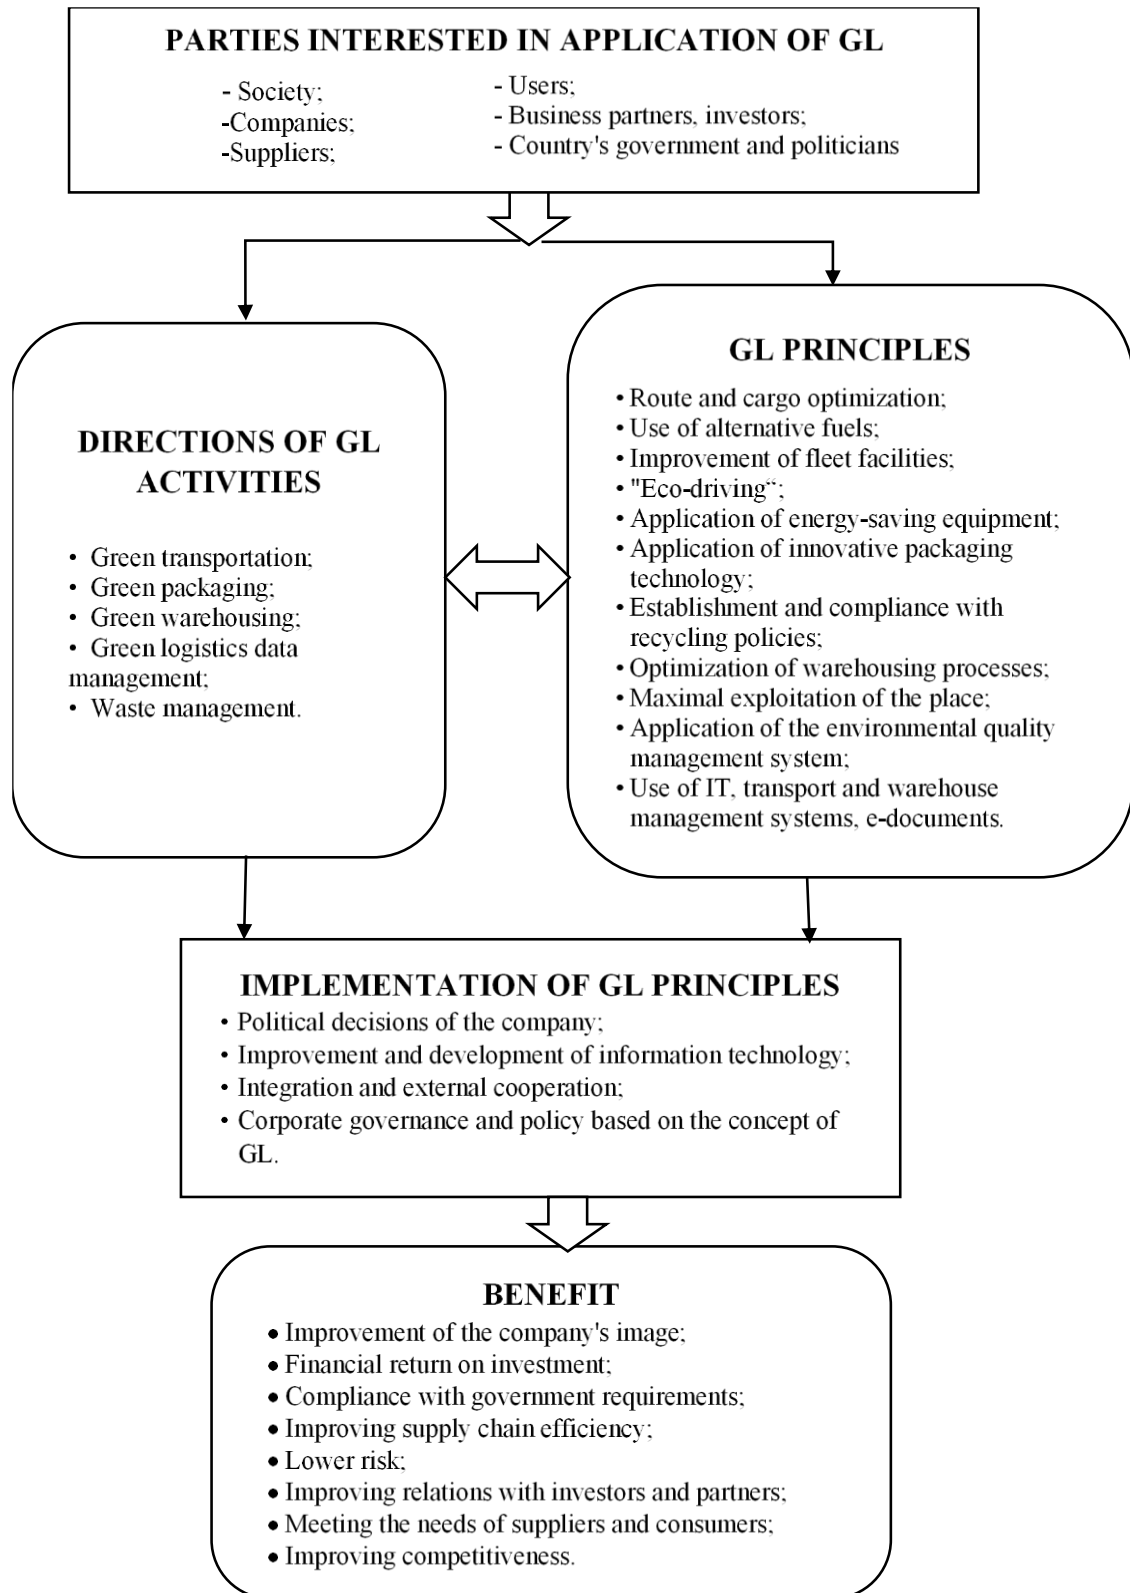 PARTIES INTERESTED IN APPLICATION OF GL
- Society;
-Companies;
-Suppliers;
- Users;
- Business partners, investors;
- Country's government and politicians
DIRECTIONS OF GL
ACTIVITIES
• Green transportation;
• Green packaging;
• Green warehousing;
• Green logistics data
management;
• Waste management.
GL PRINCIPLES
• Route and cargo optimization;
• Use of alternative fuels;
• Improvement of fleet facilities;
• "Eco-driving“;
• Application of energy-saving equipment;
• Application of innovative packaging
technology;
• Establishment and compliance with
recycling policies;
• Optimization of warehousing processes;
• Maximal exploitation of the place;
• Application of the environmental quality
management system;
• Use of IT, transport and warehouse
management systems, e-documents.
IMPLEMENTATION OF GL PRINCIPLES
• Political decisions of the company;
• Improvement and development of information technology;
• Integration and external cooperation;
• Corporate governance and policy based on the concept of
GL.
BENEFIT
• Improvement of the company's image;
• Financial return on investment;
• Compliance with government requirements;
• Improving supply chain efficiency;
• Lower risk;
• Improving relations with investors and partners;
• Meeting the needs of suppliers and consumers;
• Improving competitiveness.